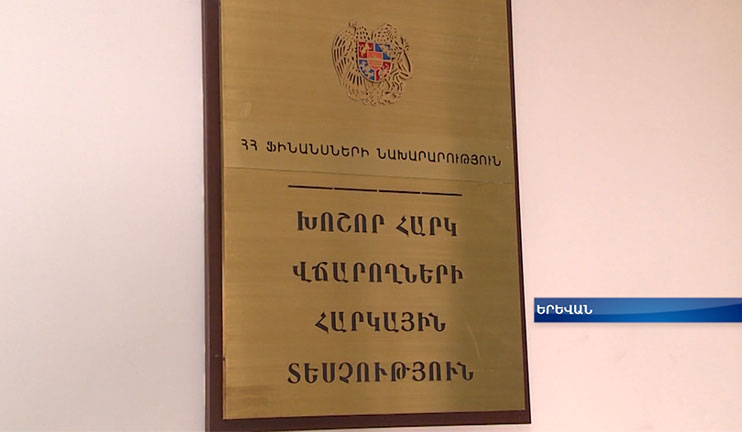 ՀՀ ՖԻՆԱՆՍՆԵՐԻ ՆԱԽԱՐԱՐՈՒԹՅՈՒՆ
ԽՈՇՈՐ ՀԱՐԿ
ՎՃԱՐՈՂՆԵՐԻ
ՀԱՐԿԱՅԻՆ
ՏԵՍՉՈՒԹՅՈՒՆ
ԵՐԵՎԱՆ